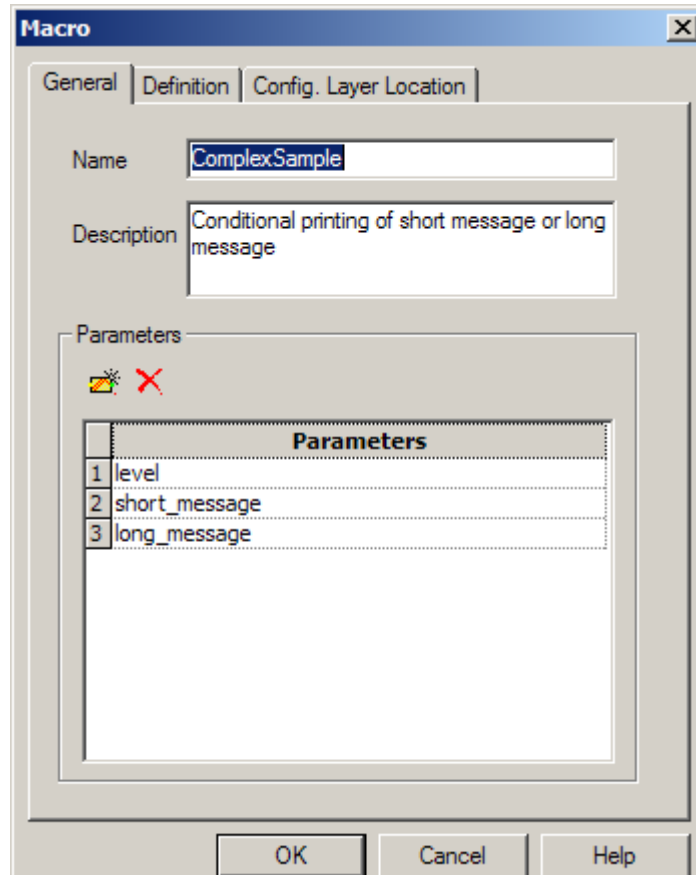 Macro
General Definition Config. Layer Location
Name ComplexSample
Description Conditional printing of short message or long
message
Parameters
Parameters
1 level
2 short_message
3 long_message
OK Cancel Help